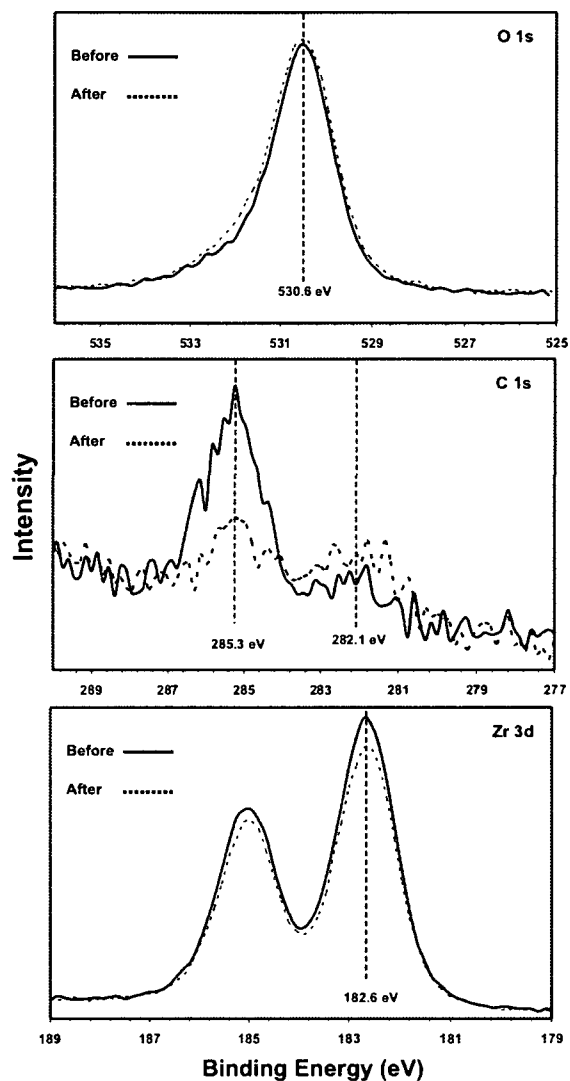 O 1s
Before
After
530.6 eV
535 533 531 529 527 525
C 1s
Before
After
Intensity
285.3 eV 282.1 eV
289 287 285 283 281 279 277
Zr 3d
Before
After
182.6 eV
189 187 185 183 181 179
Binding Energy (eV)